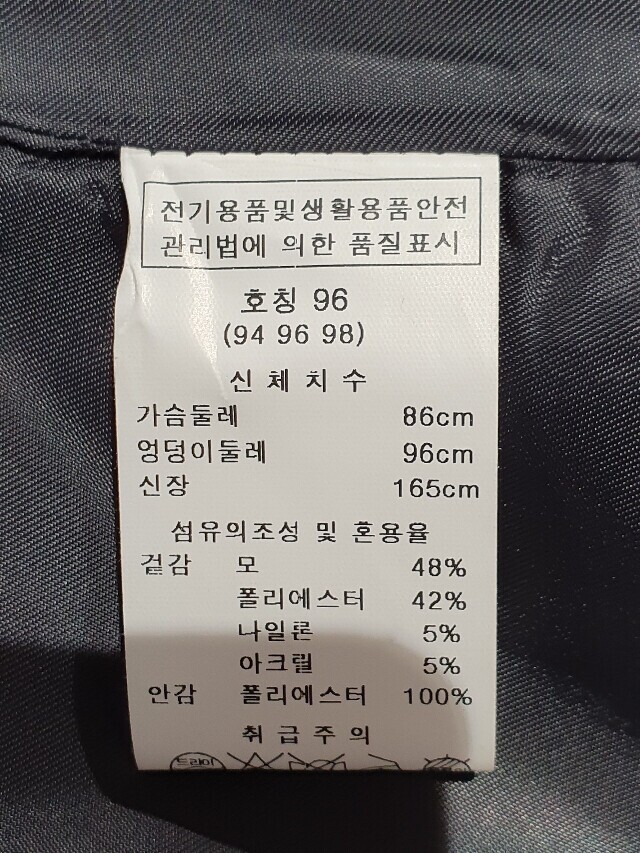 전기용품및생활용품안전
관리법에 의한 품질표시
호칭 96
(94 96 98)
신체치수
가슴둘레 86cm
엉덩이둘레 96cm
신장 165cm
섬유의조성 및 혼용율
겉감 모 48%
폴리에스터 42%
나일론 5%
아크릴 5%
안감 폴리에스터 100%
취급주의
드라이